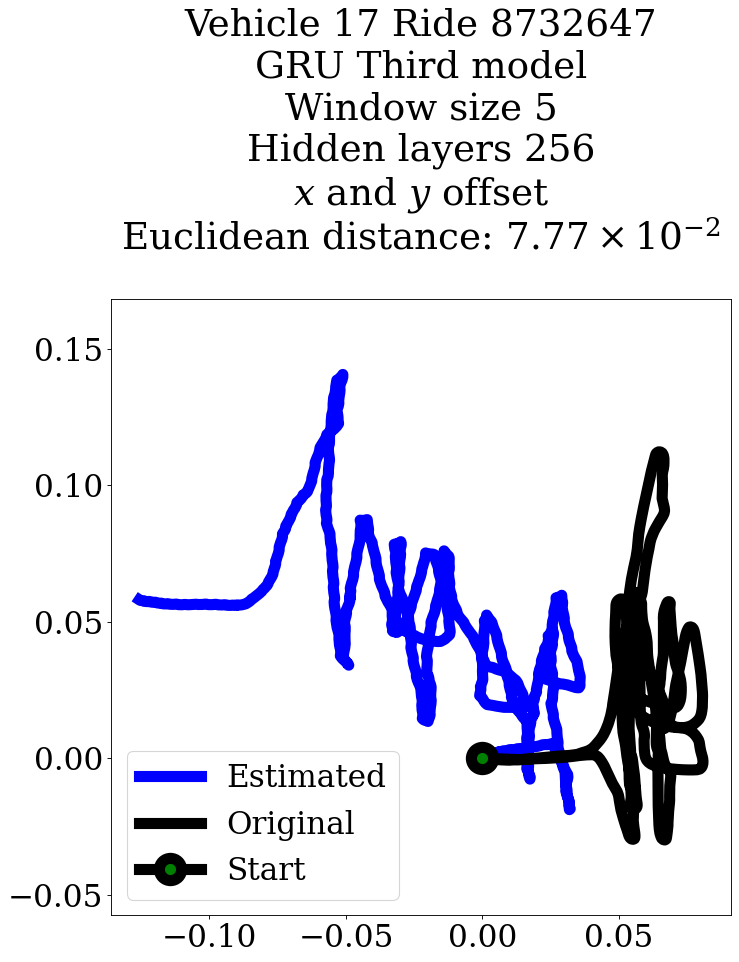 Vehicle 17 Ride 8732647
GRU Third model
Window size 5
Hidden layers 256
x and y offset
Euclidean distance: 7.77 × 10⁻²
0.15
0.10
0.05
0.00
−0.05
Estimated
Original
Start
−0.10 −0.05 0.00 0.05